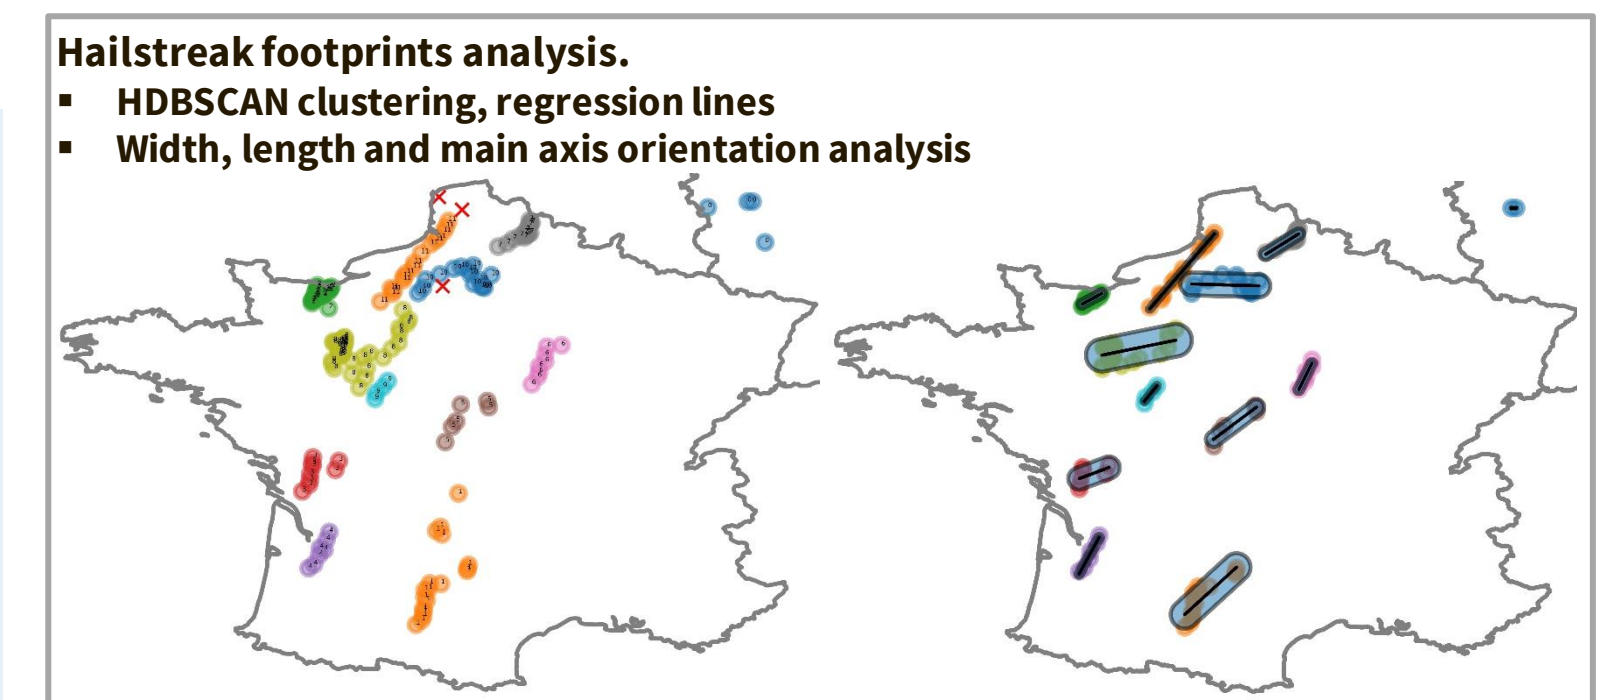 Hailstreak footprints analysis.
▪ HDBSCAN clustering, regression lines
▪ Width, length and main axis orientation analysis